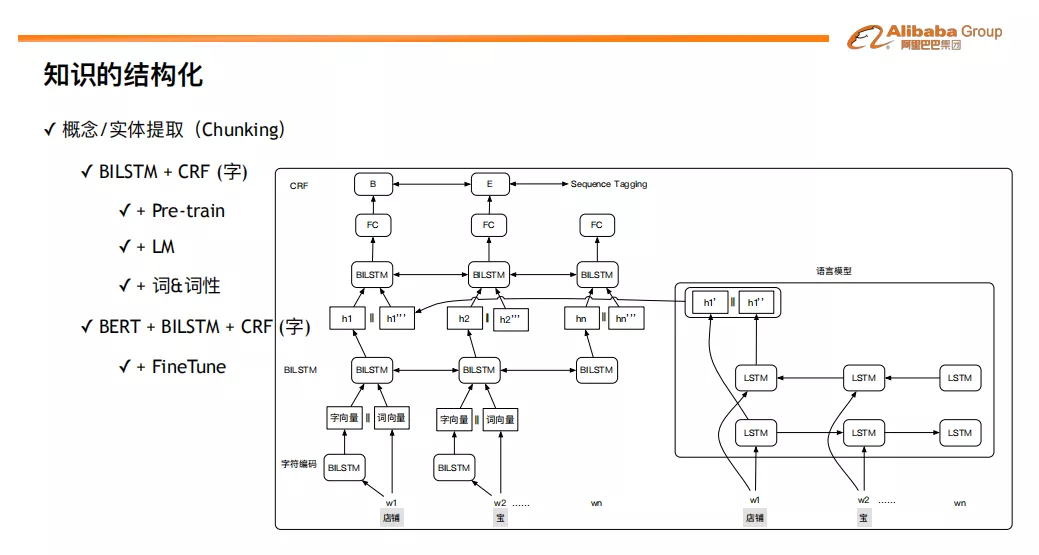 Alibaba Group
阿里巴巴集团
知识的结构化
✓ 概念/实体提取（Chunking）
✓ BILSTM + CRF (字)
✓ + Pre-train
✓ + LM
✓ + 词&词性
✓ BERT + BILSTM + CRF (字)
✓ + FineTune
CRF B E Sequence Tagging
FC FC FC
BILSTM BILSTM BILSTM
h1 || h1''' h2 || h2''' hn || hn'''
BILSTM BILSTM BILSTM BILSTM
字向量 || 词向量 字向量 || 词向量
字符编码 BILSTM BILSTM
w1 w2 …… wn
店铺 宝
语言模型
h1' || h1''
LSTM LSTM LSTM
LSTM LSTM LSTM
w1 w2 …… wn
店铺 宝